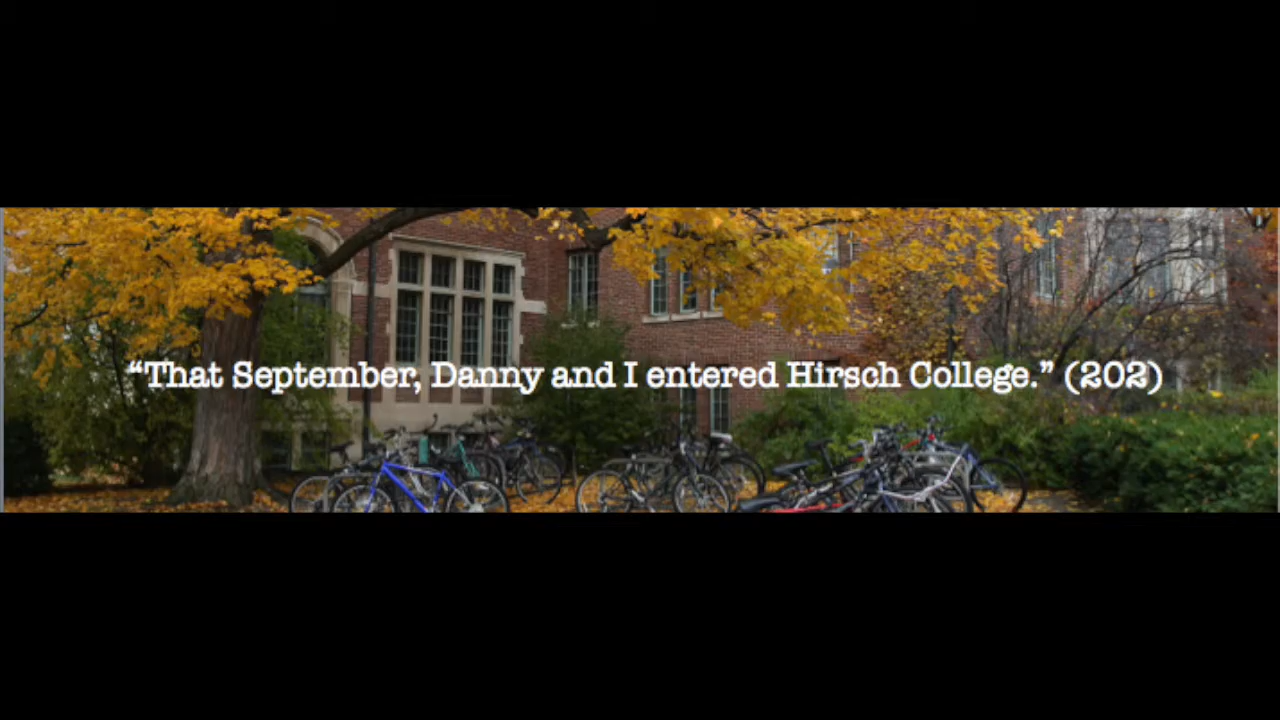 “That September, Danny and I entered Hirsch College.” (202)